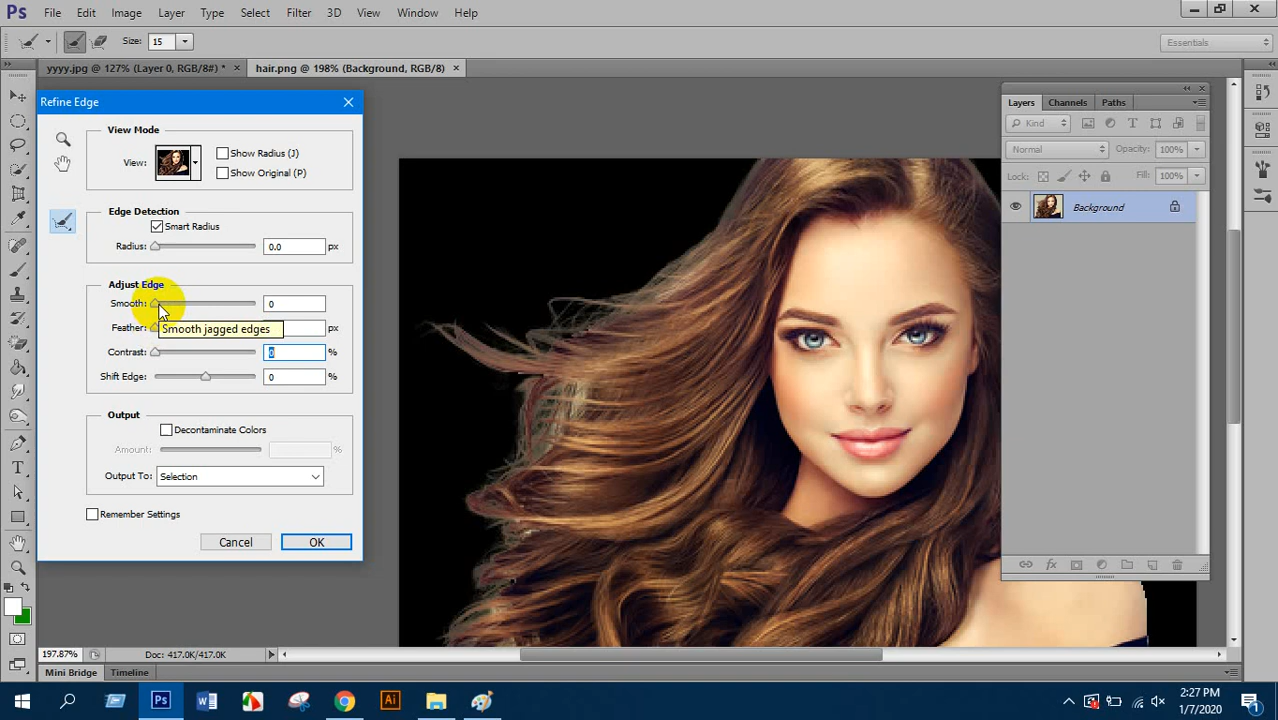 Ps File Edit Image Layer Type Select Filter 3D View Window Help
Size: 15 Essentials
yyyy.jpg @ 127% (Layer 0, RGB/8#) * × hair.png @ 198% (Background, RGB/8) ×
Refine Edge
View Mode
View:
Show Radius (J)
Show Original (P)
Edge Detection
Smart Radius
Radius: 0.0 px
Adjust Edge
Smooth: 0
Smooth jagged edges
Feather: px
Contrast: 0 %
Shift Edge: 0 %
Output
Decontaminate Colors
Amount: %
Output To: Selection
Remember Settings
Cancel OK
Layers Channels Paths
Kind
Normal Opacity: 100%
Lock: Fill: 100%
Background
197.87% Doc: 417.0K/417.0K
Mini Bridge Timeline
Ps Ai
2:27 PM
1/7/2020
1